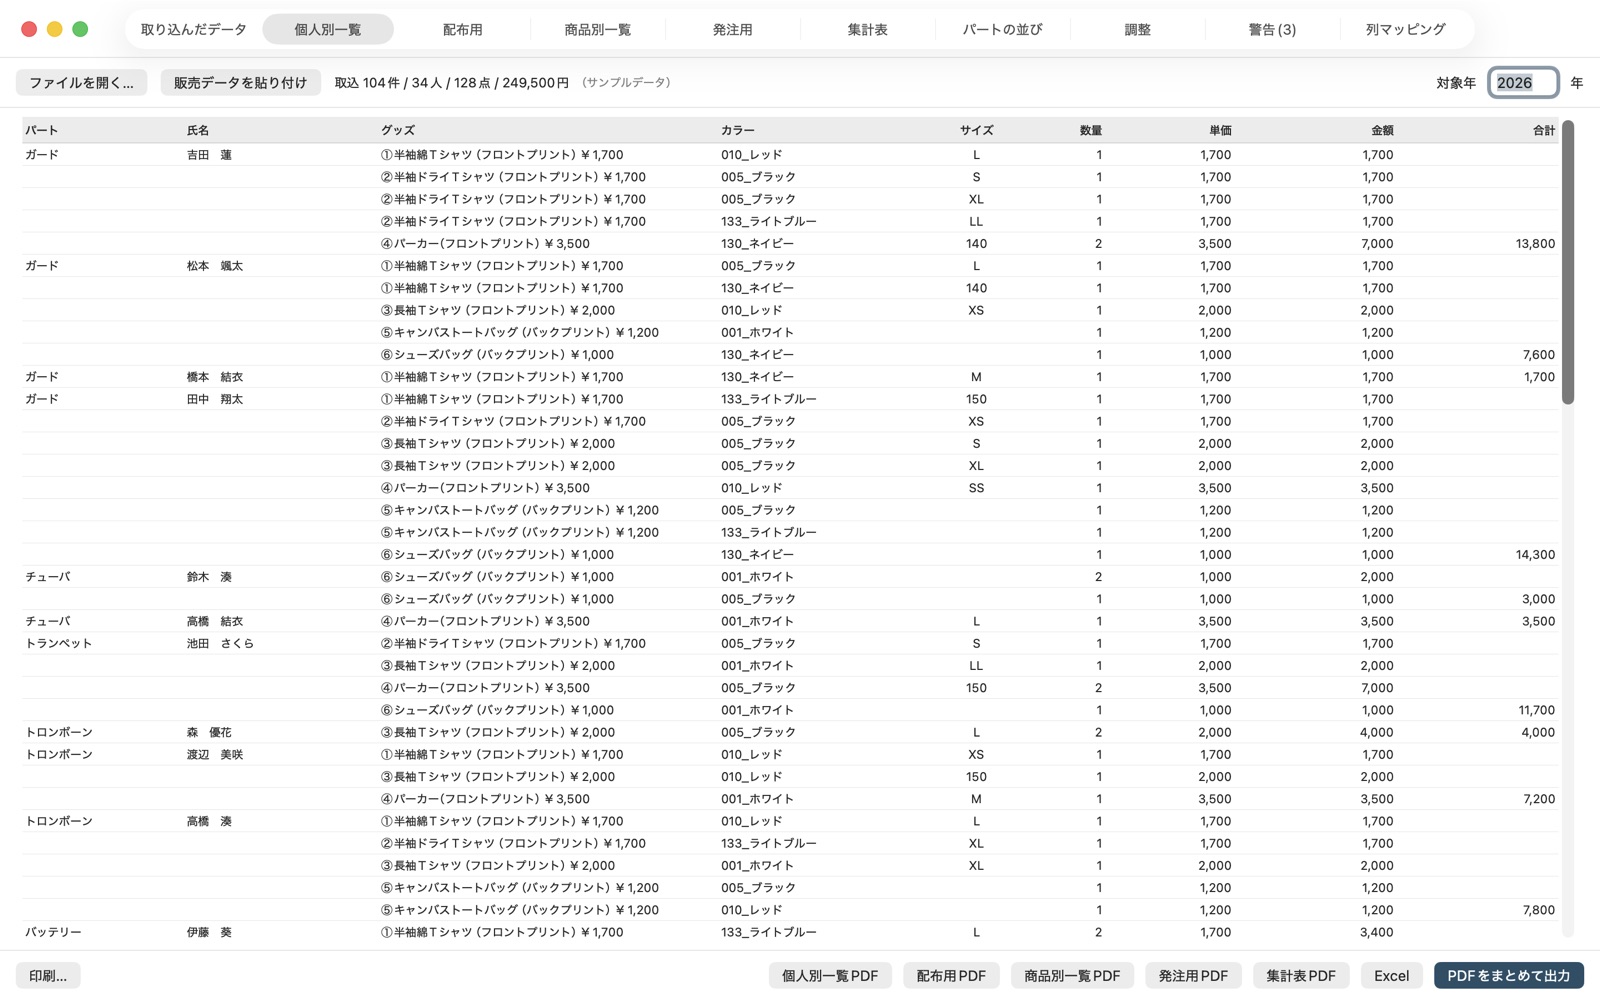 取り込んだデータ 個人別一覧 配布用 商品別一覧 発注用 集計表 パートの並び 調整 警告(3) 列マッピング
ファイルを開く... 販売データを貼り付け 取込 104件 / 34人 / 128点 / 249,500円 (サンプルデータ) 対象年 2026 年
パート 氏名 グッズ カラー サイズ 数量 単価 金額 合計
ガード 吉田 蓮 ①半袖綿Tシャツ (フロントプリント) ¥1,700 010_レッド L 1 1,700 1,700
②半袖ドライTシャツ (フロントプリント) ¥1,700 005_ブラック S 1 1,700 1,700
②半袖ドライTシャツ (フロントプリント) ¥1,700 005_ブラック XL 1 1,700 1,700
②半袖ドライTシャツ (フロントプリント) ¥1,700 133_ライトブルー LL 1 1,700 1,700
④パーカー(フロントプリント) ¥3,500 130_ネイビー 140 2 3,500 7,000 13,800
ガード 松本 颯太 ①半袖綿Tシャツ (フロントプリント) ¥1,700 005_ブラック L 1 1,700 1,700
①半袖綿Tシャツ (フロントプリント) ¥1,700 130_ネイビー 140 1 1,700 1,700
③長袖Tシャツ (フロントプリント) ¥2,000 010_レッド XS 1 2,000 2,000
⑤キャンバストートバッグ (バックプリント) ¥1,200 001_ホワイト 1 1,200 1,200
⑥シューズバッグ (バックプリント) ¥1,000 130_ネイビー 1 1,000 1,000 7,600
ガード 橋本 結衣 ①半袖綿Tシャツ (フロントプリント) ¥1,700 130_ネイビー M 1 1,700 1,700 1,700
ガード 田中 翔太 ①半袖綿Tシャツ (フロントプリント) ¥1,700 133_ライトブルー 150 1 1,700 1,700
②半袖ドライTシャツ (フロントプリント) ¥1,700 005_ブラック XS 1 1,700 1,700
③長袖Tシャツ (フロントプリント) ¥2,000 005_ブラック S 1 2,000 2,000
③長袖Tシャツ (フロントプリント) ¥2,000 005_ブラック XL 1 2,000 2,000
④パーカー(フロントプリント) ¥3,500 010_レッド SS 1 3,500 3,500
⑤キャンバストートバッグ (バックプリント) ¥1,200 005_ブラック 1 1,200 1,200
⑤キャンバストートバッグ (バックプリント) ¥1,200 133_ライトブルー 1 1,200 1,200
⑥シューズバッグ (バックプリント) ¥1,000 130_ネイビー 1 1,000 1,000 14,300
チューバ 鈴木 湊 ⑥シューズバッグ (バックプリント) ¥1,000 001_ホワイト 2 1,000 2,000
⑥シューズバッグ (バックプリント) ¥1,000 005_ブラック 1 1,000 1,000 3,000
チューバ 高橋 結衣 ④パーカー(フロントプリント) ¥3,500 001_ホワイト L 1 3,500 3,500 3,500
トランペット 池田 さくら ②半袖ドライTシャツ (フロントプリント) ¥1,700 005_ブラック S 1 1,700 1,700
③長袖Tシャツ (フロントプリント) ¥2,000 001_ホワイト LL 1 2,000 2,000
④パーカー(フロントプリント) ¥3,500 005_ブラック 150 2 3,500 7,000
⑥シューズバッグ (バックプリント) ¥1,000 001_ホワイト 1 1,000 1,000 11,700
トロンボーン 森 優花 ③長袖Tシャツ (フロントプリント) ¥2,000 005_ブラック L 2 2,000 4,000 4,000
トロンボーン 渡辺 美咲 ①半袖綿Tシャツ (フロントプリント) ¥1,700 010_レッド XS 1 1,700 1,700
③長袖Tシャツ (フロントプリント) ¥2,000 010_レッド 150 1 2,000 2,000
④パーカー(フロントプリント) ¥3,500 001_ホワイト M 1 3,500 3,500 7,200
トロンボーン 高橋 湊 ①半袖綿Tシャツ (フロントプリント) ¥1,700 010_レッド L 1 1,700 1,700
②半袖ドライTシャツ (フロントプリント) ¥1,700 133_ライトブルー XL 1 1,700 1,700
③長袖Tシャツ (フロントプリント) ¥2,000 001_ホワイト XL 1 2,000 2,000
⑤キャンバストートバッグ (バックプリント) ¥1,200 005_ブラック 1 1,200 1,200
⑤キャンバストートバッグ (バックプリント) ¥1,200 010_レッド 1 1,200 1,200 7,800
バッテリー 伊藤 葵 ①半袖綿Tシャツ (フロントプリント) ¥1,700 133_ライトブルー L 2 1,700 3,400
印刷... 個人別一覧PDF 配布用PDF 商品別一覧PDF 発注用PDF 集計表PDF Excel PDFをまとめて出力